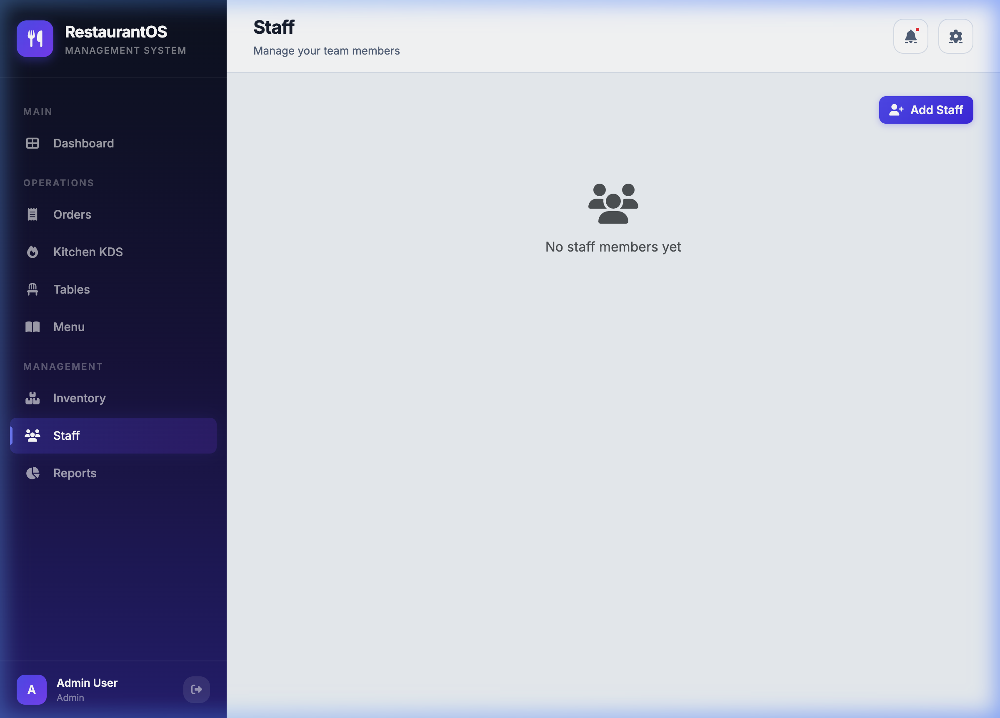 RestaurantOS
MANAGEMENT SYSTEM
MAIN
Dashboard
OPERATIONS
Orders
Kitchen KDS
Tables
Menu
MANAGEMENT
Inventory
Staff
Reports
A
Admin User
Admin
Staff
Manage your team members
Add Staff
No staff members yet